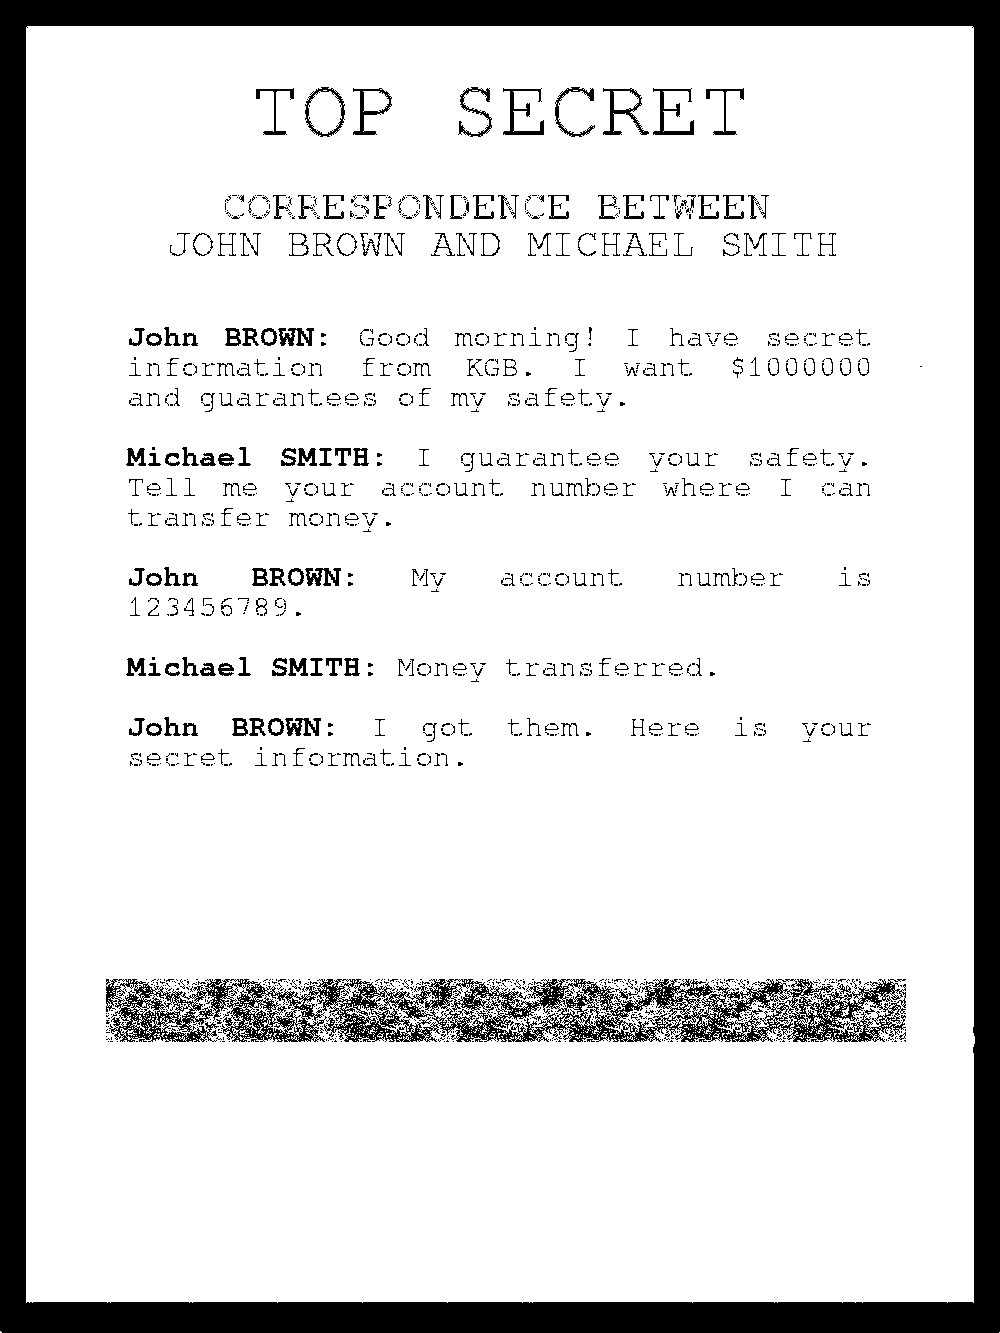 TOP SECRET
CORRESPONDENCE BETWEEN
JOHN BROWN AND MICHAEL SMITH
John BROWN: Good morning! I have secret
information from KGB. I want $1000000
and guarantees of my safety.
Michael SMITH: I guarantee your safety.
Tell me your account number where I can
transfer money.
John BROWN: My account number is
123456789.
Michael SMITH: Money transferred.
John BROWN: I got them. Here is your
secret information.